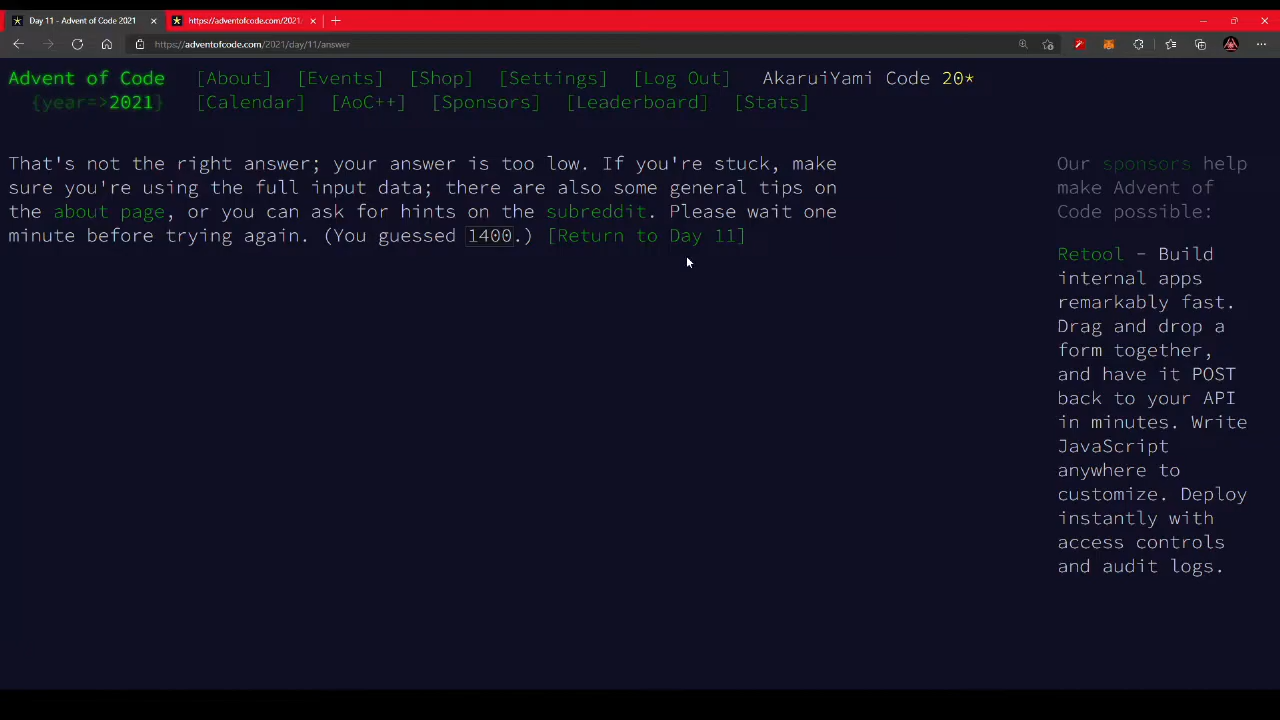 Day 11 - Advent of Code 2021
https://adventofcode.com/2021
https://adventofcode.com/2021/day/11/answer
Advent of Code [About] [Events] [Shop] [Settings] [Log Out] AkaruiYami Code 20*
{year=>2021} [Calendar] [AoC++] [Sponsors] [Leaderboard] [Stats]
That's not the right answer; your answer is too low. If you're stuck, make
sure you're using the full input data; there are also some general tips on
the about page, or you can ask for hints on the subreddit. Please wait one
minute before trying again. (You guessed 1400.) [Return to Day 11]
Our sponsors help
make Advent of
Code possible:
Retool - Build
internal apps
remarkably fast.
Drag and drop a
form together,
and have it POST
back to your API
in minutes. Write
JavaScript
anywhere to
customize. Deploy
instantly with
access controls
and audit logs.